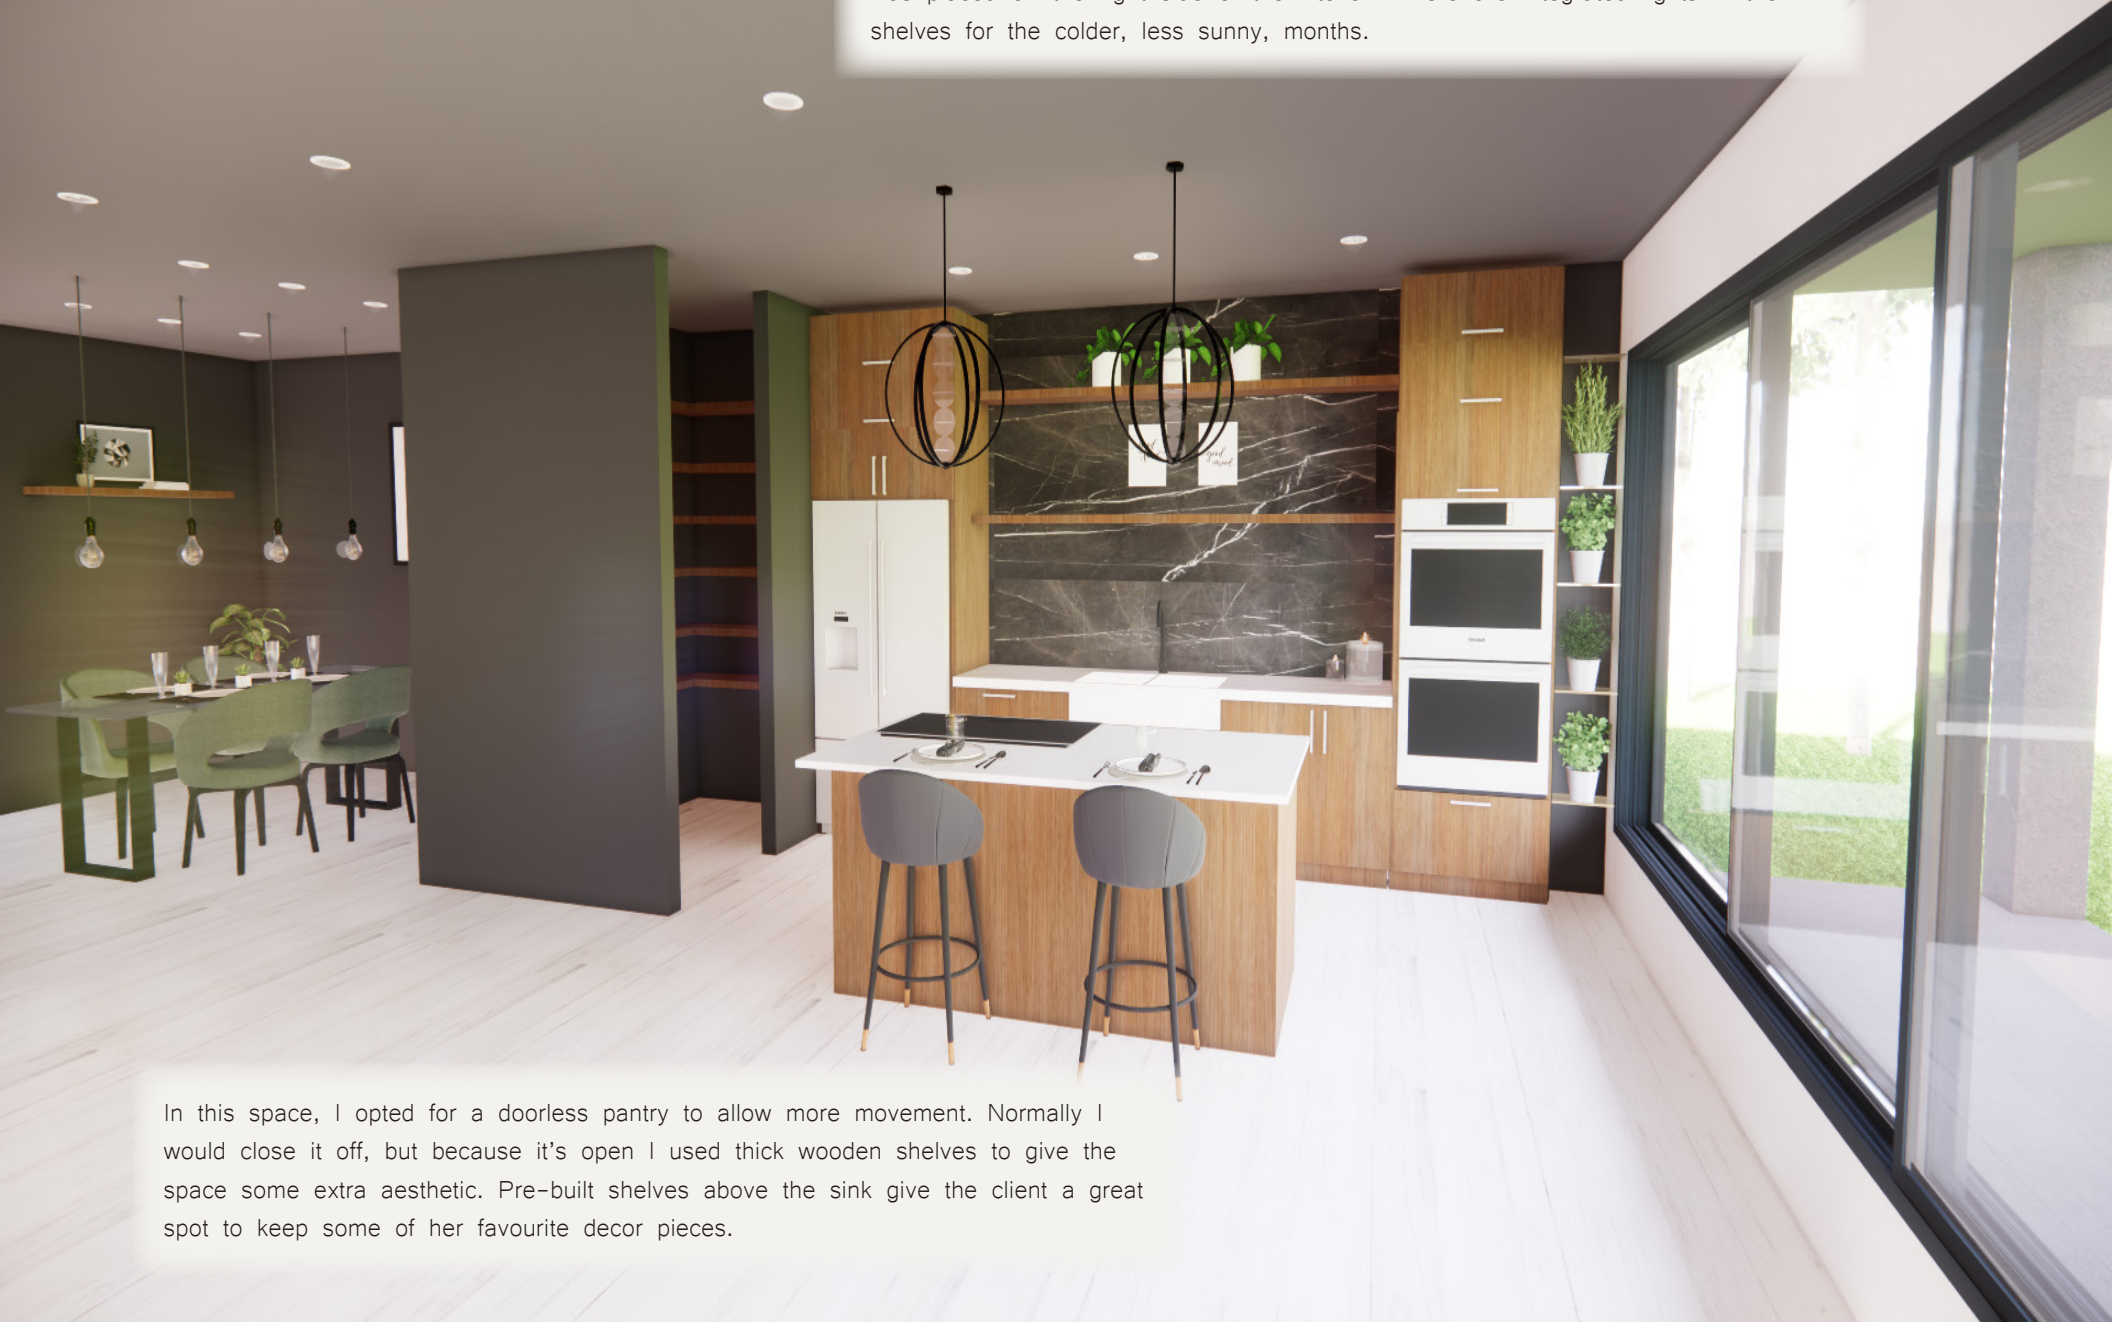 shelves for the colder, less sunny, months.
good
mood
In this space, I opted for a doorless pantry to allow more movement. Normally I
would close it off, but because it's open I used thick wooden shelves to give the
space some extra aesthetic. Pre-built shelves above the sink give the client a great
spot to keep some of her favourite decor pieces.